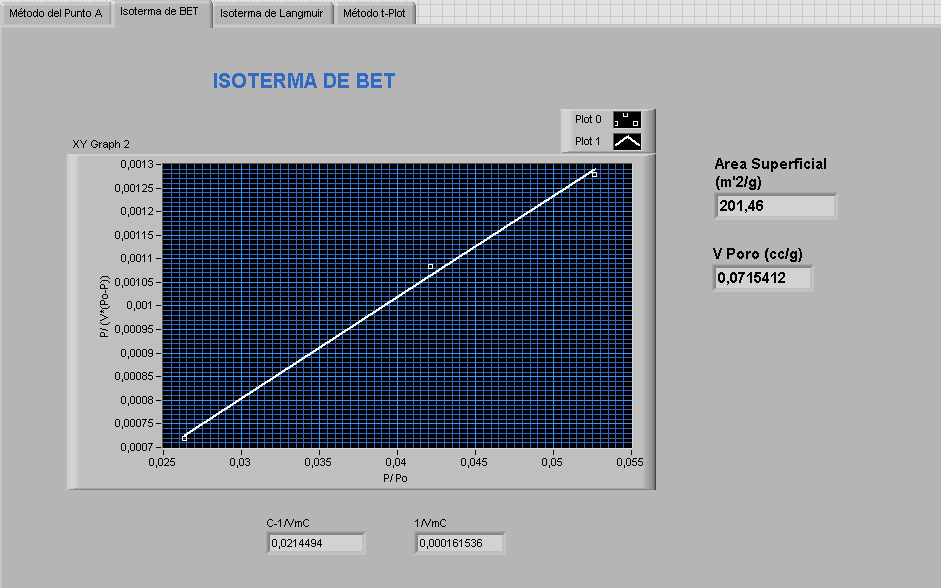 Método del Punto A
Isoterma de BET
Isoterma de Langmuir
Método t-Plot
ISOTERMA DE BET
Plot 0
Plot 1
XY Graph 2
0,0013
0,00125
0,0012
0,00115
0,0011
0,00105
0,001
0,00095
0,0009
0,00085
0,0008
0,00075
0,0007
P/(V*(Po-P))
0,025
0,03
0,035
0,04
0,045
0,05
0,055
P/Po
Area Superficial
(m'2/g)
201,46
V Poro (cc/g)
0,0715412
C-1/VmC
0,0214494
1/VmC
0,000161536